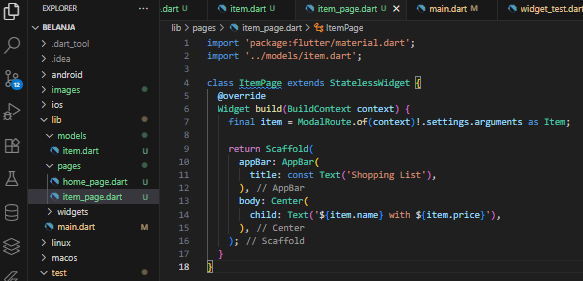 EXPLORER
BELANJA
.dart_tool
.idea
android
images
ios
lib
models
item.dart U
pages
home_page.dart U
item_page.dart U
widgets
main.dart M
linux
macos
test
12
.dart U
item.dart U
item_page.dart U
main.dart M
widget_test.dart
lib > pages > item_page.dart > ItemPage
1 import 'package:flutter/material.dart';
2 import '../models/item.dart';
3
4 class ItemPage extends StatelessWidget {
5 @override
6 Widget build(BuildContext context) {
7 final item = ModalRoute.of(context)!.settings.arguments as Item;
8
9 return Scaffold(
10 appBar: AppBar(
11 title: const Text('Shopping List'),
12 ), // AppBar
13 body: Center(
14 child: Text('${item.name} with ${item.price}'),
15 ), // Center
16 ); // Scaffold
17 }
18 }